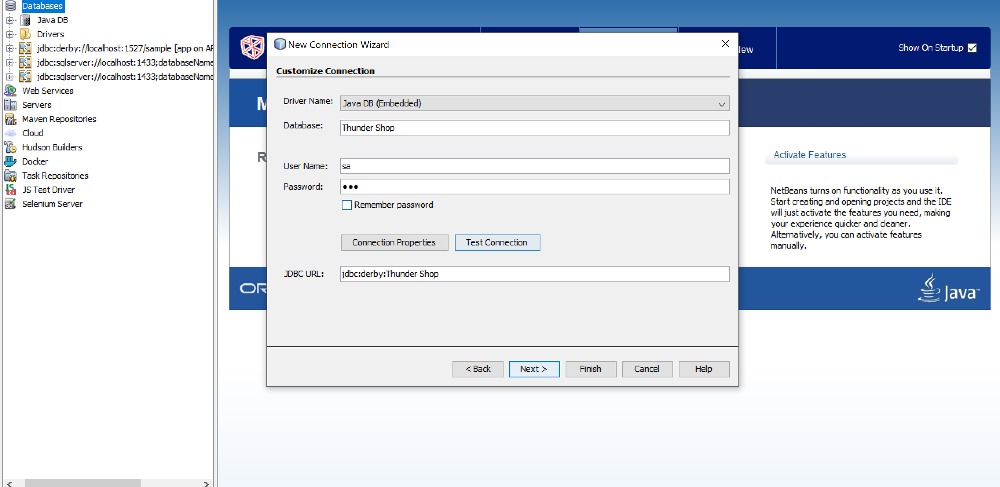 Databases
Java DB
Drivers
jdbc:derby://localhost:1527/sample [app on AP
jdbc:sqlserver://localhost:1433;databaseName
jdbc:sqlserver://localhost:1433;databaseName
Web Services
Servers
Maven Repositories
Cloud
Hudson Builders
Docker
Task Repositories
JS Test Driver
Selenium Server
New Connection Wizard
Customize Connection
Driver Name:
Java DB (Embedded)
Database:
Thunder Shop
User Name:
sa
Password:
•••
Remember password
Connection Properties
Test Connection
JDBC URL:
jdbc:derby:Thunder Shop
< Back
Next >
Finish
Cancel
Help
New
Show On Startup
M
R
OR
Activate Features
NetBeans turns on functionality as you use it.
Start creating and opening projects and the IDE
will just activate the features you need, making
your experience quicker and cleaner.
Alternatively, you can activate features
manually.
Java™